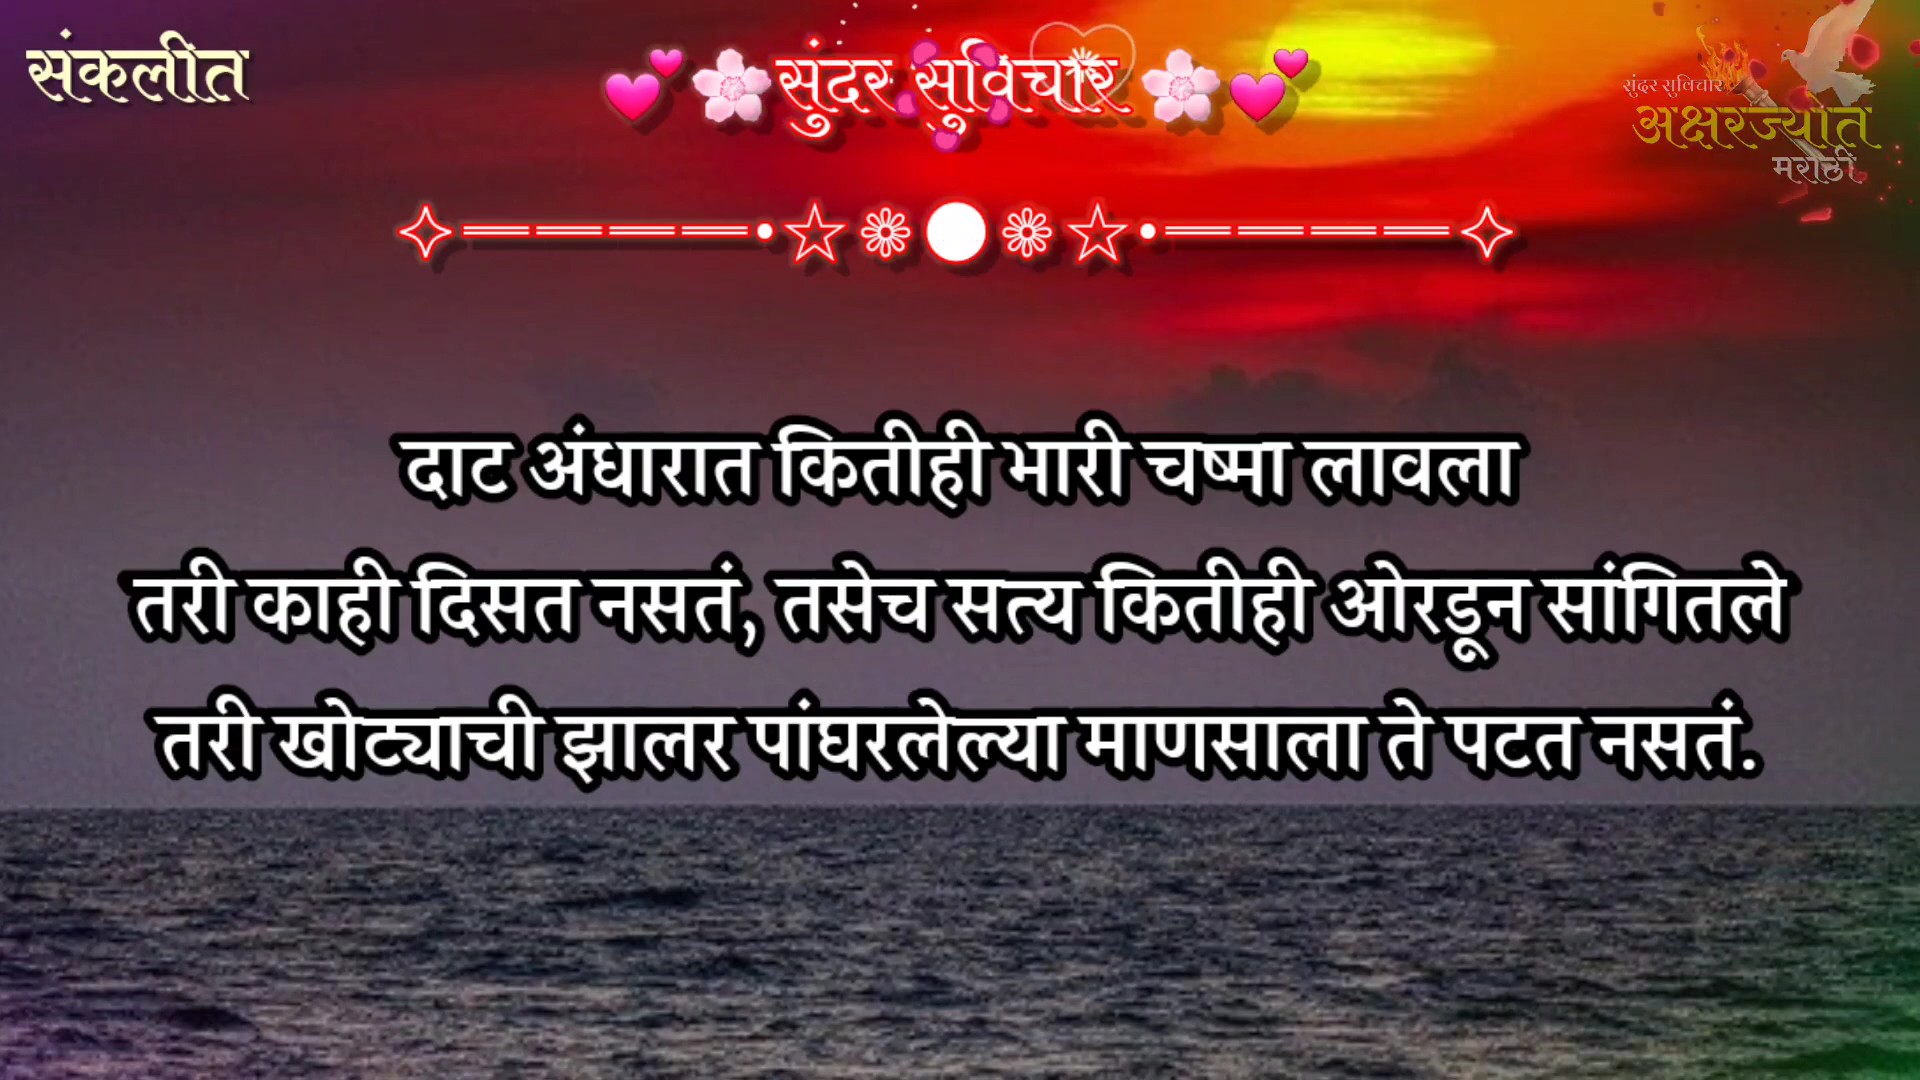 संकलीत
💕🌸सुंदर सुविचार 🌸💕
सुंदर सुविचार
अक्षरज्योत
मराठी
✧════•☆❁⚪❁☆•════✧
दाट अंधारात कितीही भारी चष्मा लावला
तरी काही दिसत नसतं, तसेच सत्य कितीही ओरडून सांगितले
तरी खोट्याची झालर पांघरलेल्या माणसाला ते पटत नसतं.